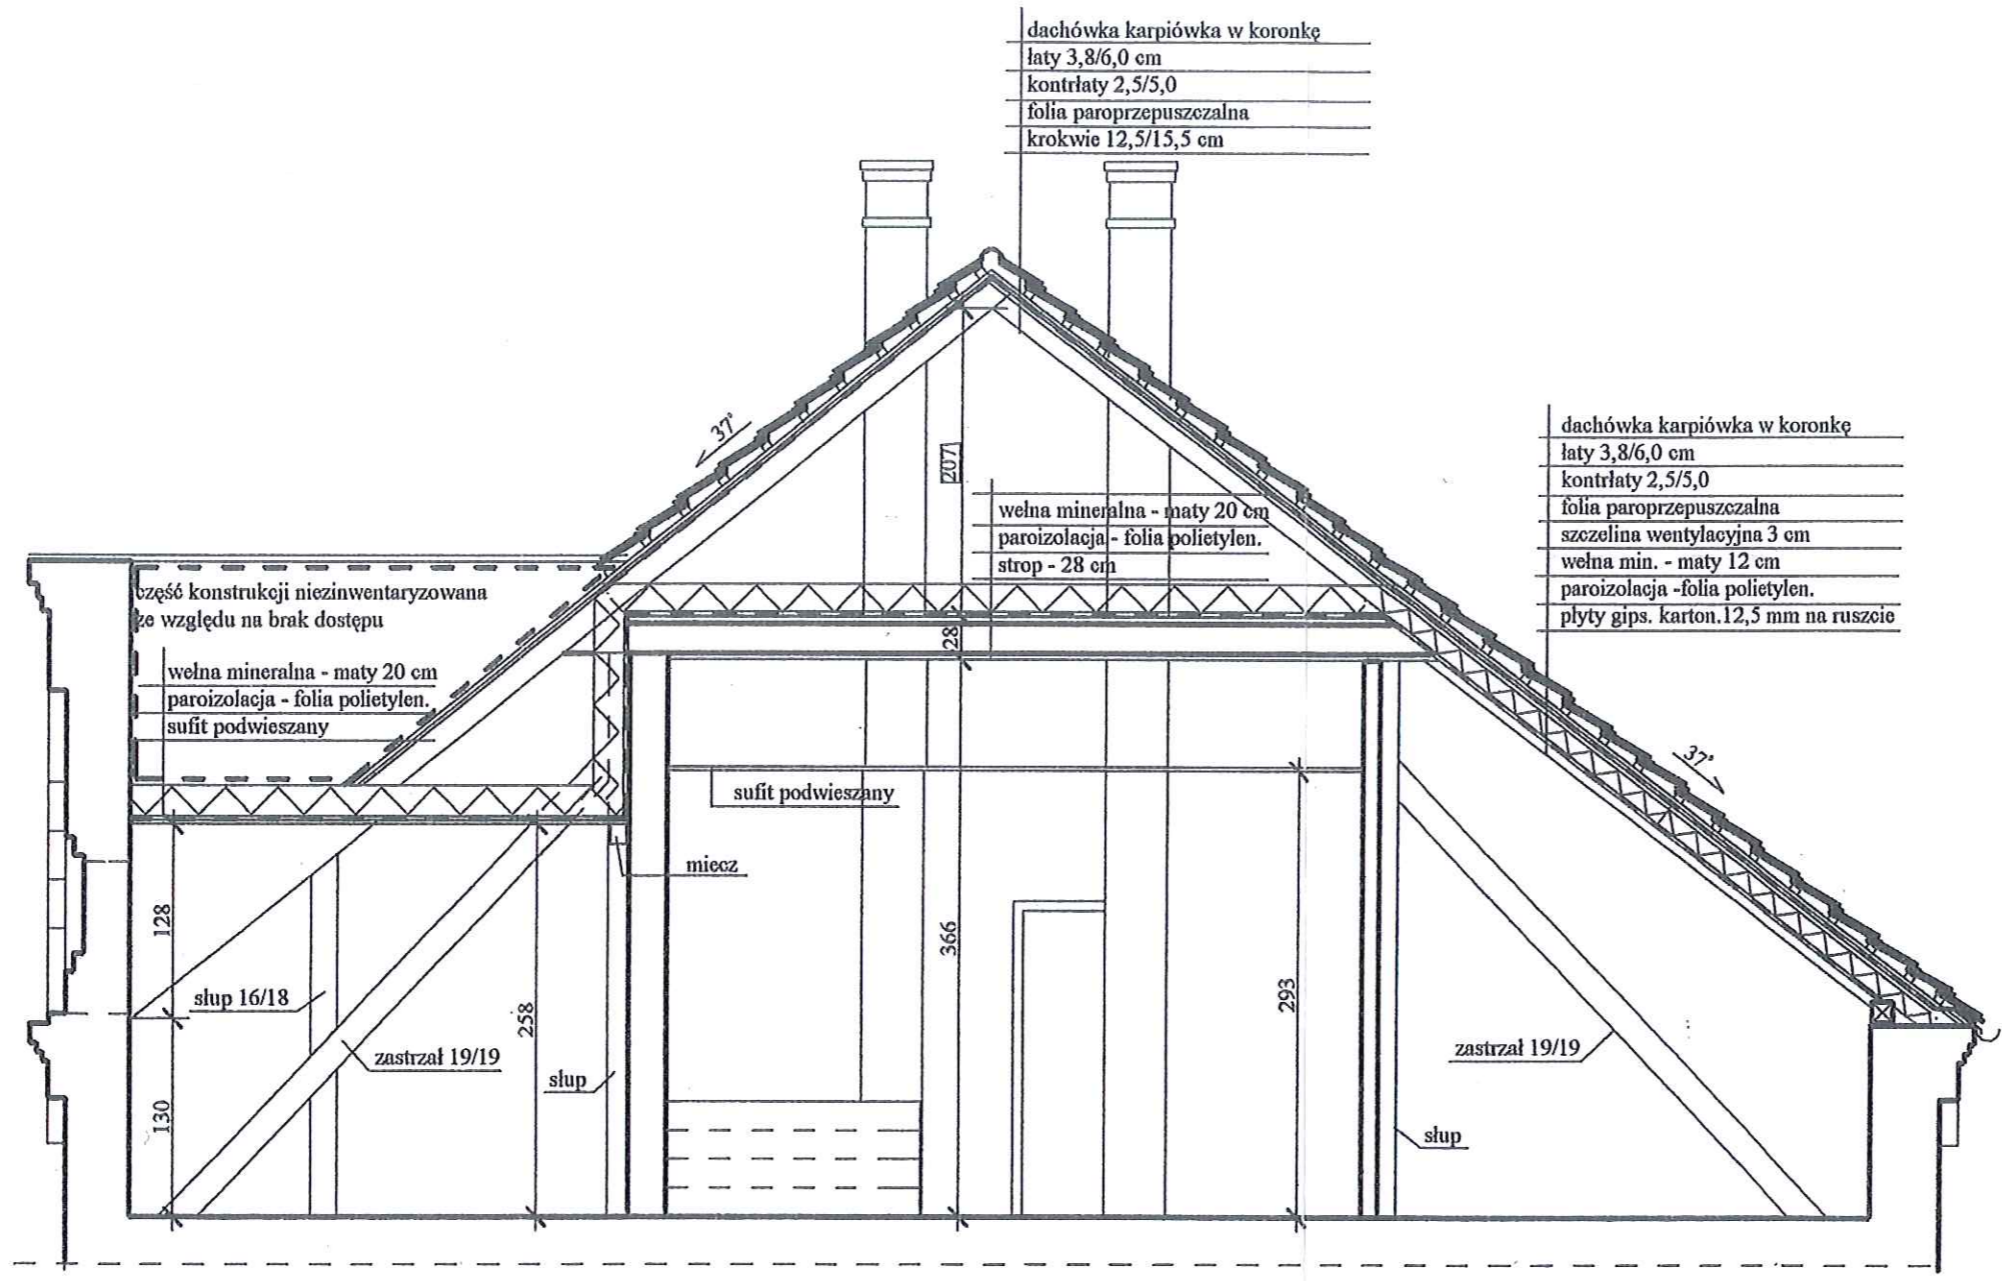 dachówka karpiówka w koronkę
łaty 3,8/6,0 cm
kontrłaty 2,5/5,0
folia paroprzepuszczalna
krokwie 12,5/15,5 cm
37°
207
dachówka karpiówka w koronkę
łaty 3,8/6,0 cm
kontrłaty 2,5/5,0
folia paroprzepuszczalna
szczelina wentylacyjna 3 cm
wełna min. - maty 12 cm
paroizolacja -folia polietylen.
płyty gips. karton.12,5 mm na ruszcie
wełna mineralna - maty 20 cm
paroizolacja - folia polietylen.
strop - 28 cm
część konstrukcji niezinwentaryzowana
ze względu na brak dostępu
wełna mineralna - maty 20 cm
paroizolacja - folia polietylen.
sufit podwieszany
28
37°
sufit podwieszany
miecz
128
366
293
słup 16/18
258
zastrzał 19/19
słup
zastrzał 19/19
130
słup